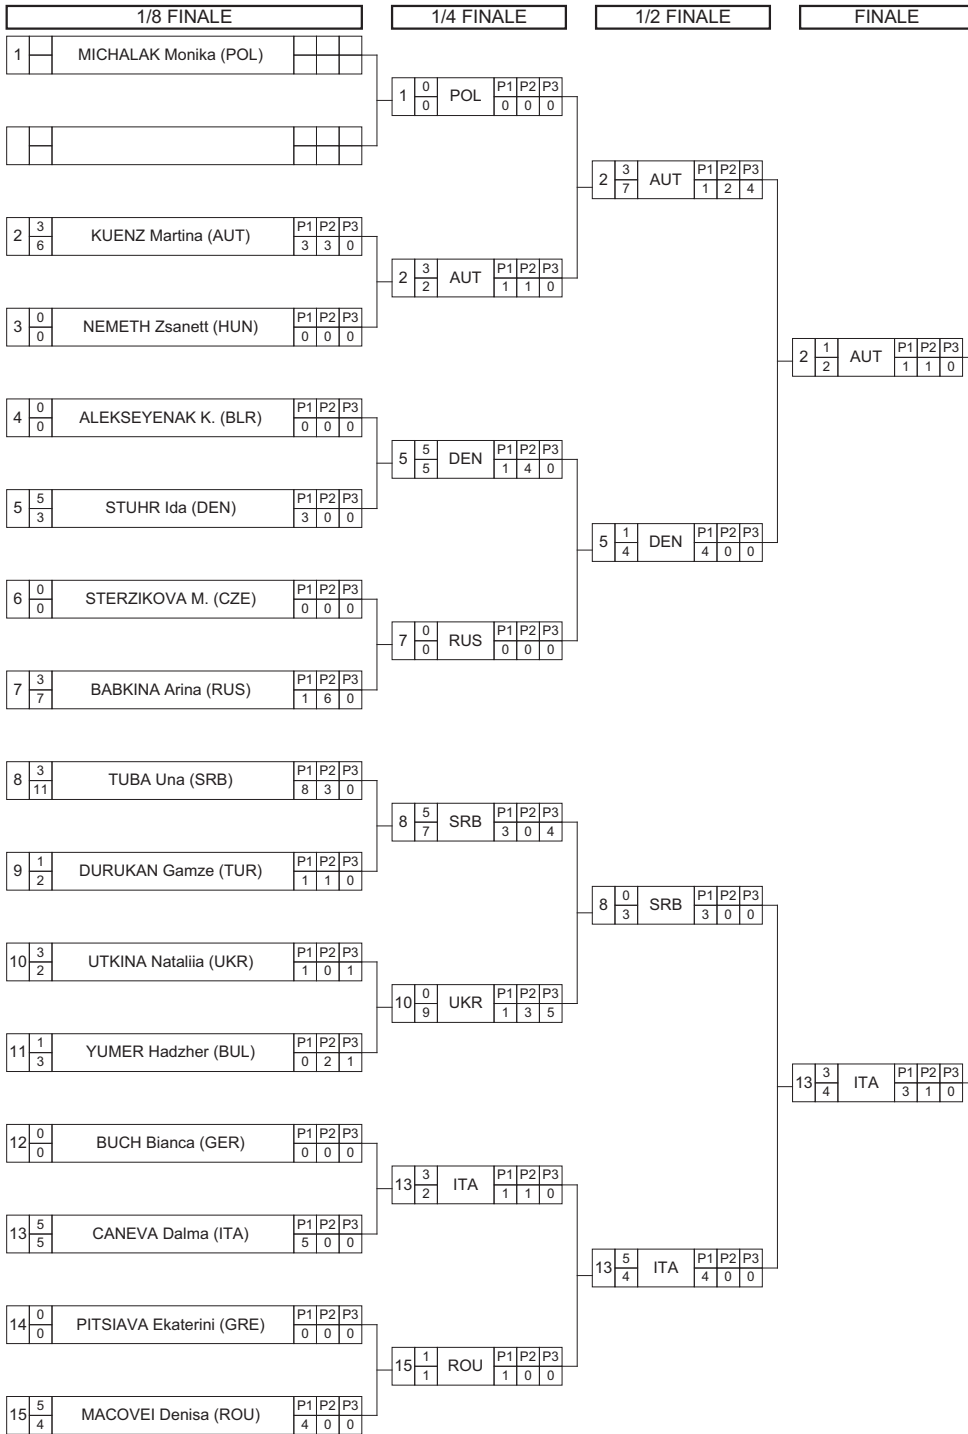 1/8 FINALE 1/4 FINALE 1/2 FINALE FINALE
1 MICHALAK Monika (POL)
0 P1 P2 P3
1 POL
0 0 0 0
3 P1 P2 P3
2 AUT
7 1 2 4
3 P1 P2 P3
2 KUENZ Martina (AUT)
6 3 3 0
3 P1 P2 P3
2 AUT
2 1 1 0
0 P1 P2 P3
3 NEMETH Zsanett (HUN)
0 0 0 0
1 P1 P2 P3
2 AUT
2 1 1 0
0 P1 P2 P3
4 ALEKSEYENAK K. (BLR)
0 0 0 0
5 P1 P2 P3
5 DEN
5 1 4 0
5 P1 P2 P3
5 STUHR Ida (DEN)
3 3 0 0
1 P1 P2 P3
5 DEN
4 4 0 0
0 P1 P2 P3
6 STERZIKOVA M. (CZE)
0 0 0 0
0 P1 P2 P3
7 RUS
0 0 0 0
3 P1 P2 P3
7 BABKINA Arina (RUS)
7 1 6 0
3 P1 P2 P3
8 TUBA Una (SRB)
11 8 3 0
5 P1 P2 P3
8 SRB
7 3 0 4
1 P1 P2 P3
9 DURUKAN Gamze (TUR)
2 1 1 0
0 P1 P2 P3
8 SRB
3 3 0 0
3 P1 P2 P3
10 UTKINA Nataliia (UKR)
2 1 0 1
0 P1 P2 P3
10 UKR
9 1 3 5
1 P1 P2 P3
11 YUMER Hadzher (BUL)
3 0 2 1
3 P1 P2 P3
13 ITA
4 3 1 0
0 P1 P2 P3
12 BUCH Bianca (GER)
0 0 0 0
3 P1 P2 P3
13 ITA
2 1 1 0
5 P1 P2 P3
13 CANEVA Dalma (ITA)
5 5 0 0
5 P1 P2 P3
13 ITA
4 4 0 0
0 P1 P2 P3
14 PITSIAVA Ekaterini (GRE)
0 0 0 0
1 P1 P2 P3
15 ROU
1 1 0 0
5 P1 P2 P3
15 MACOVEI Denisa (ROU)
4 4 0 0